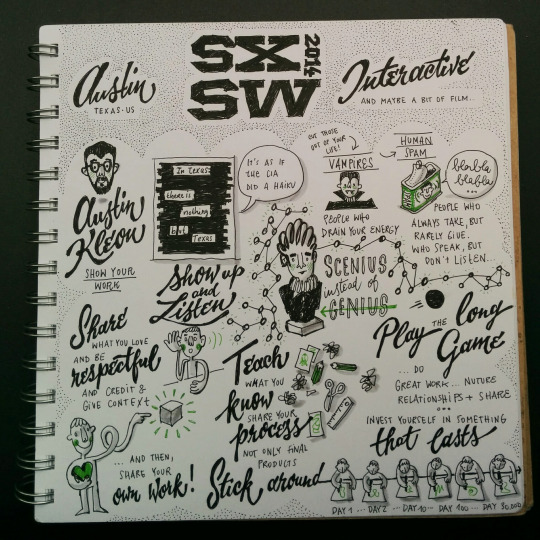 Austin
TEXAS·US
SX
SW
2014
Interactive
AND MAYBE A BIT OF FILM...
Austin
Kleon
SHOW YOUR
WORK
In Texas
there is
nothing
but
Texas
IT'S AS IF
THE CIA
DID A HAIKU
CUT THOSE
OUT OF YOUR
LIFE!
VAMPIRES
PEOPLE WHO
DRAIN YOUR ENERGY
HUMAN
SPAM
blabla
blabla
...
PEOPLE WHO
ALWAYS TAKE, BUT
RARELY GIVE.
WHO SPEAK, BUT
DON'T LISTEN...
Show up
and
Listen
SCENIUS
instead of
GENIUS
Share
WHAT YOU LOVE
AND BE
respectful
AND CREDIT &
GIVE CONTEXT
... AND THEN,
SHARE YOUR
own Work!
Teach
WHAT YOU
know
SHARE YOUR
process
NOT ONLY FINAL
PRODUCTS
Stick around
Play THE long
Game
... DO
GREAT WORK... NUTURE
RELATIONSHIPS + SHARE
INVEST YOURSELF IN SOMETHING
that lasts
DAY 1 ... DAY 2 ... DAY 10 ... DAY 100 ... DAY 30.000